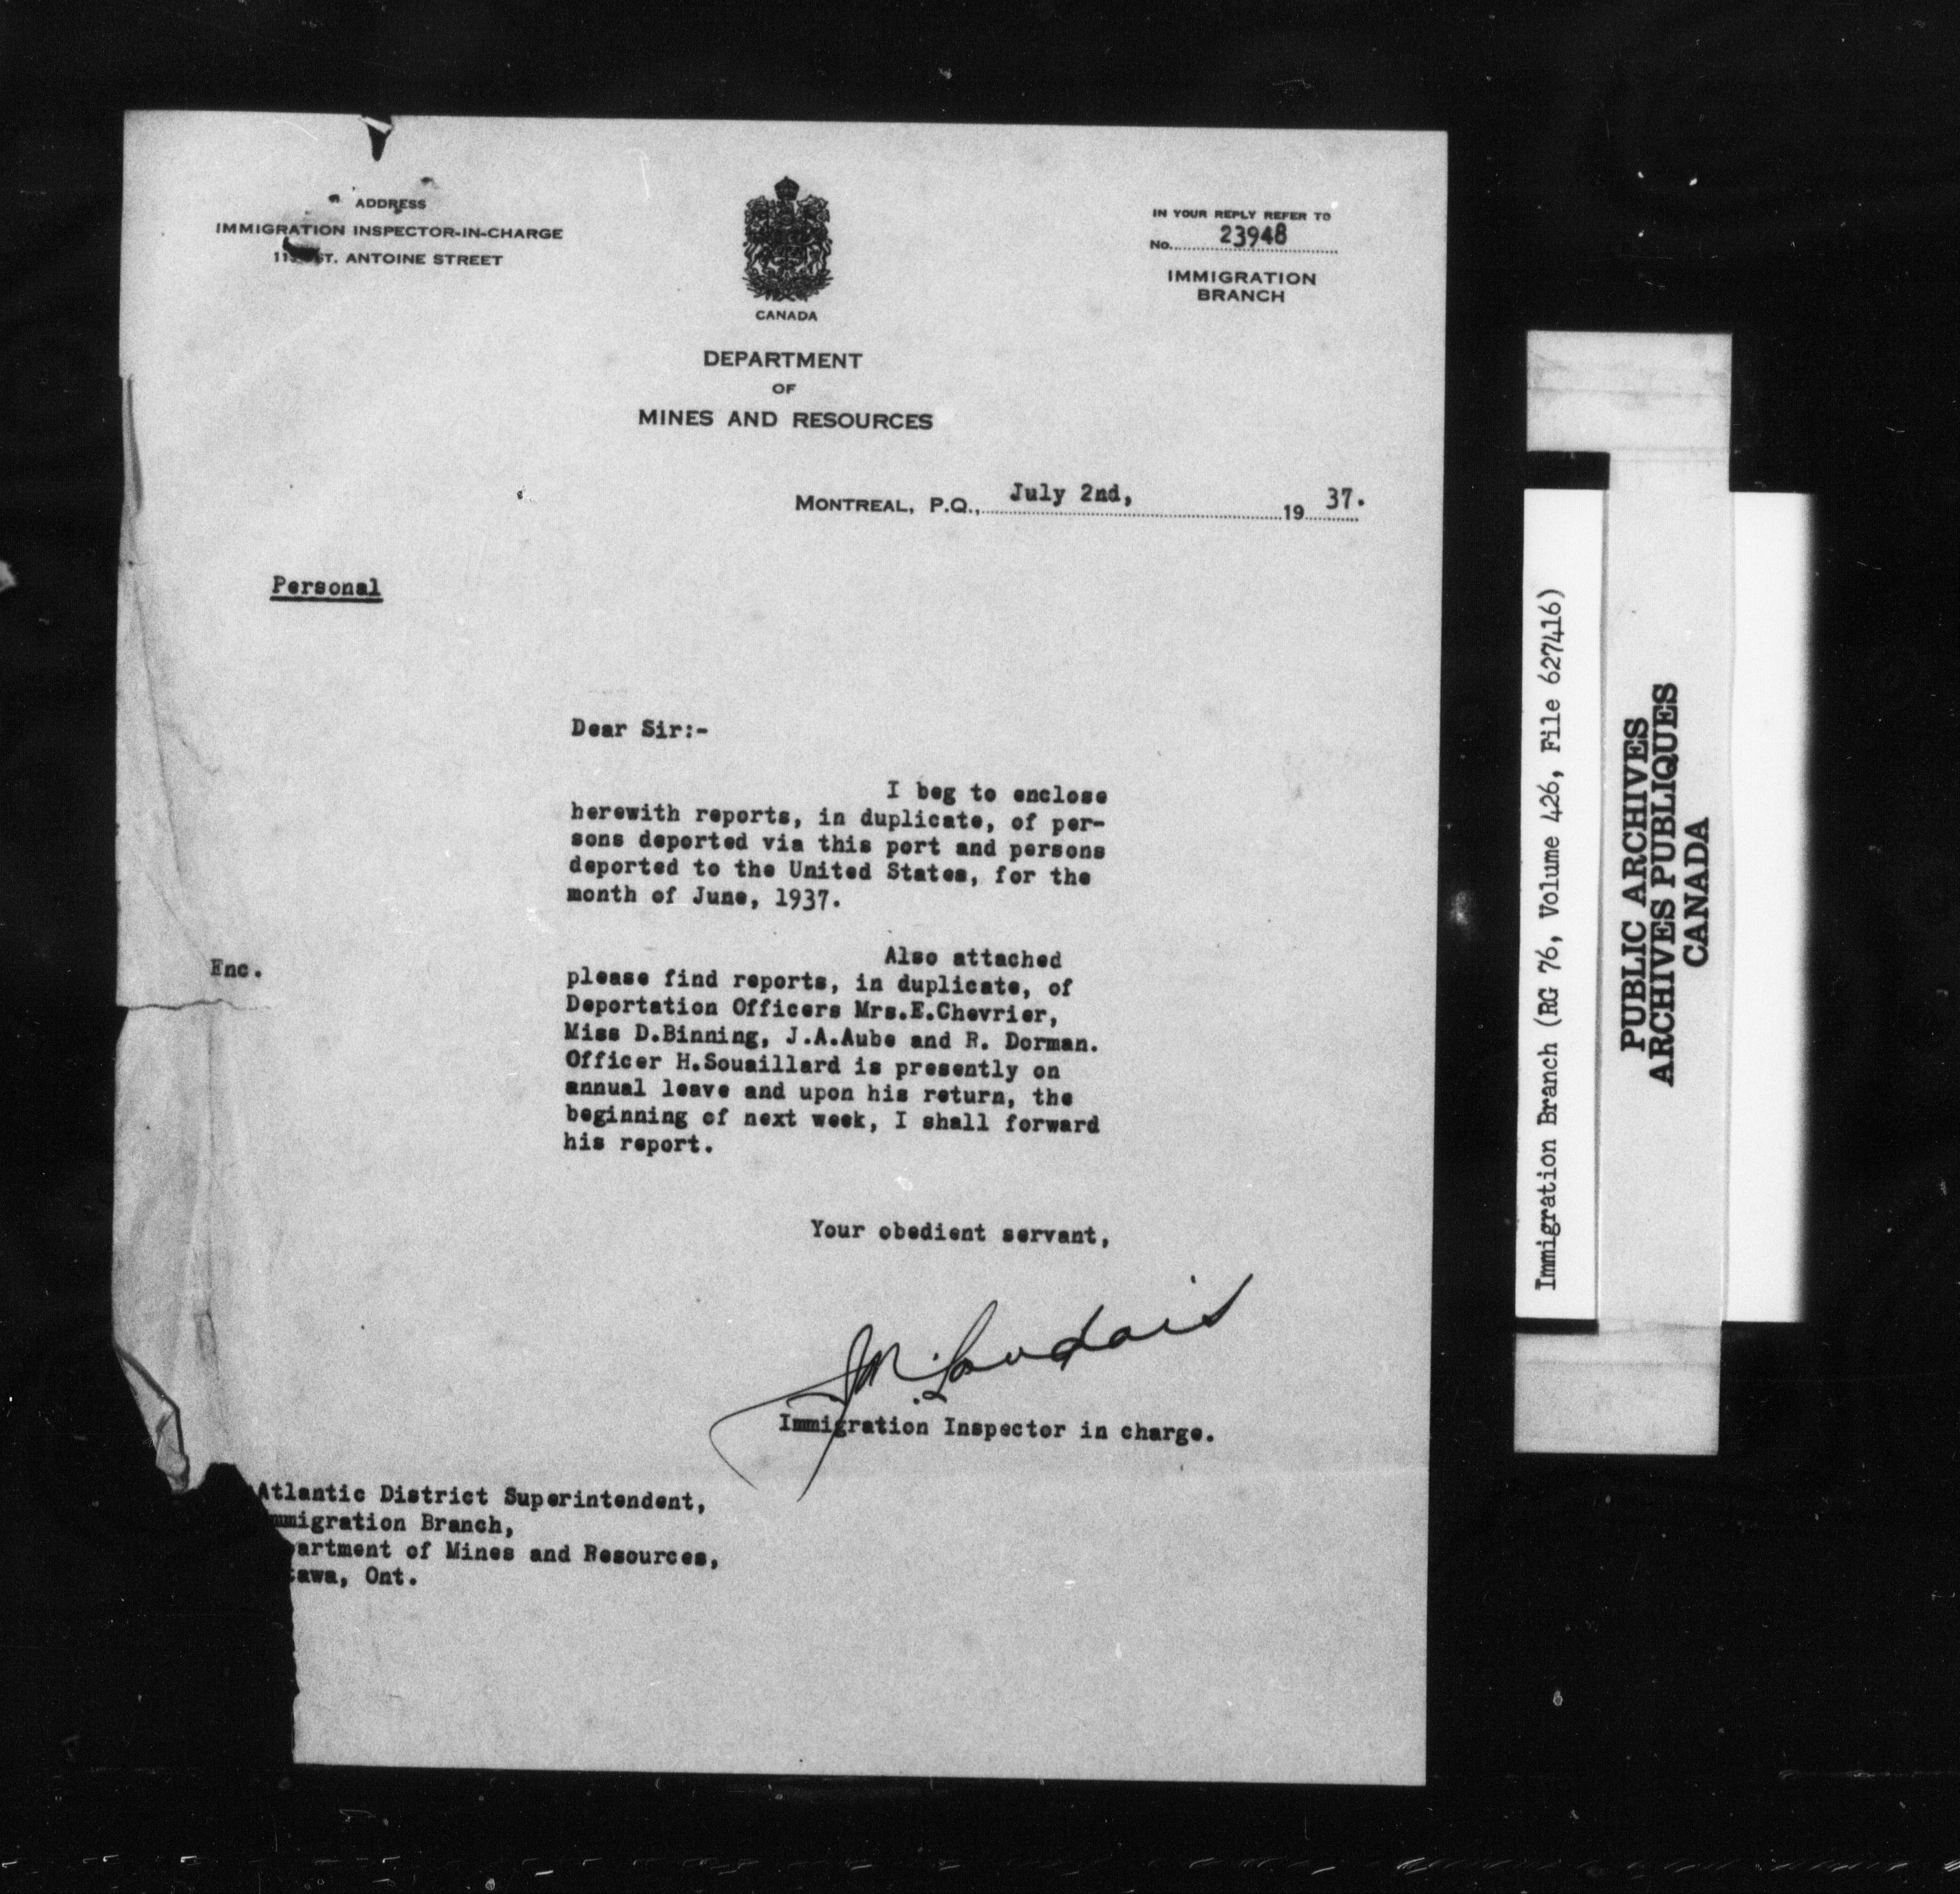 ADDRESS
IMMIGRATION INSPECTOR-IN-CHARGE
ST. ANTOINE STREET
CANADA
IN YOUR REPLY REFER TO
No. 23948
IMMIGRATION
BRANCH
DEPARTMENT
OF
MINES AND RESOURCES
MONTREAL, P.Q., July 2nd, 19 37.
Personal
Dear Sir:-
I beg to enclose
herewith reports, in duplicate, of per-
sons deported via this port and persons
deported to the United States, for the
month of June, 1937.
Enc.
Also attached
please find reports, in duplicate, of
Deportation Officers Mrs.E.Chevrier,
Miss D.Binning, J.A.Aube and R. Dorman.
Officer H.Souaillard is presently on
annual leave and upon his return, the
beginning of next week, I shall forward
his report.
Your obedient servant,
Immigration Inspector in charge.
Atlantic District Superintendent,
mmigration Branch,
artment of Mines and Resources,
tawa, Ont.
Immigration Branch (RG 76, Volume 426, File 627416)
PUBLIC ARCHIVES
ARCHIVES PUBLIQUES
CANADA